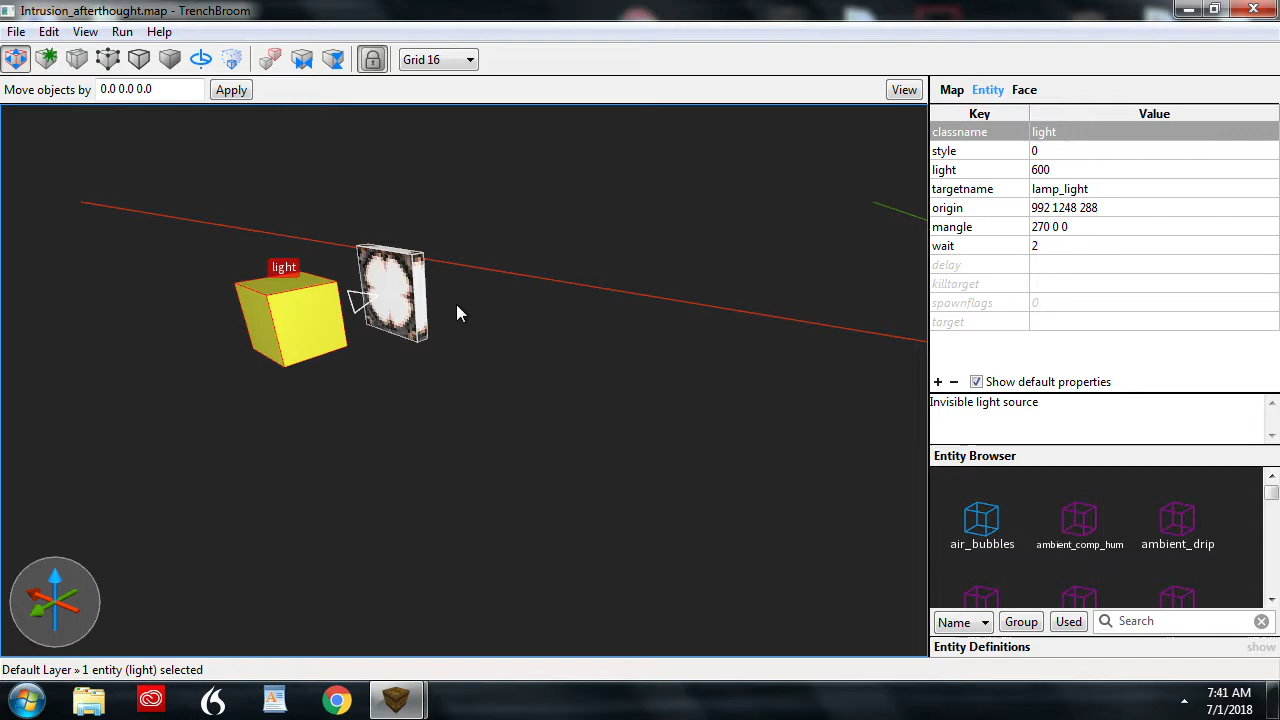 Intrusion_afterthought.map - TrenchBroom
File Edit View Run Help
Grid 16
Move objects by 0.0 0.0 0.0 Apply View
Map Entity Face
Key Value
classname light
style 0
light 600
targetname lamp_light
origin 992 1248 288
mangle 270 0 0
wait 2
delay
killtarget
spawnflags 0
target
light
+ - Show default properties
Invisible light source
Entity Browser
air_bubbles ambient_comp_hum ambient_drip
Name Group Used Search
Entity Definitions show
Default Layer » 1 entity (light) selected
7:41 AM
7/1/2018